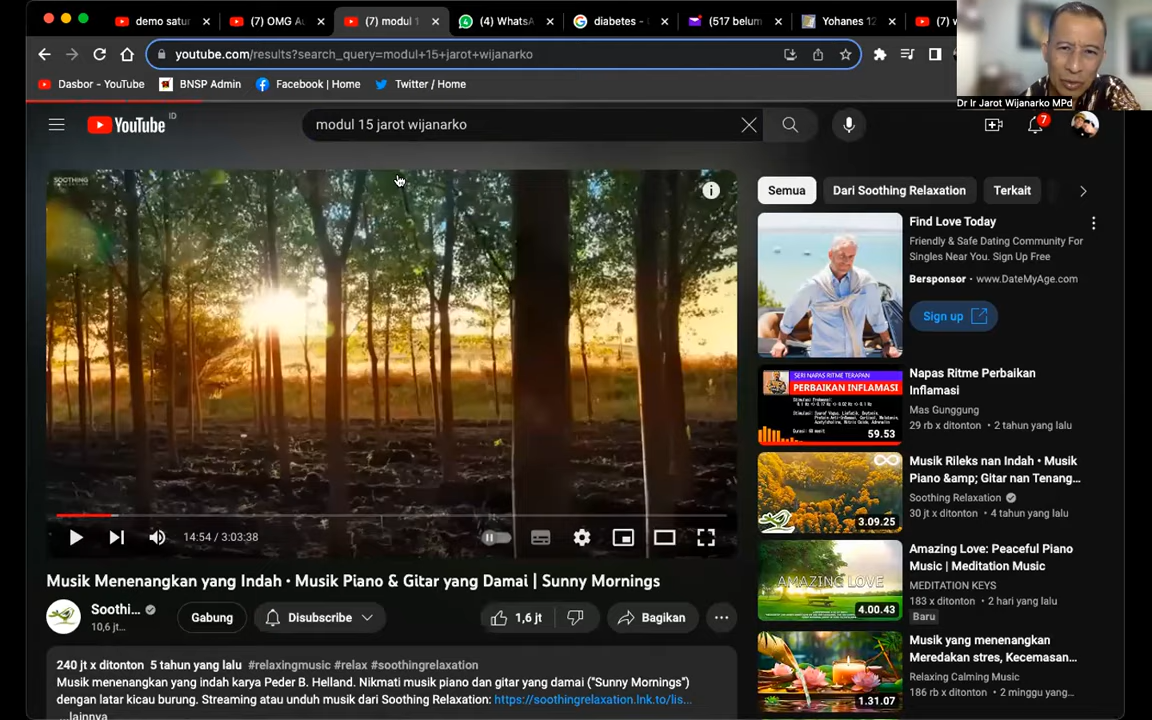 demo satu
(7) OMG A
(7) modul 1
(4) WhatsA
diabetes -
(517 belum
Yohanes 12
(7) w
youtube.com/results?search_query=modul+15+jarot+wijanarko
Dasbor - YouTube
BNSP Admin
Facebook | Home
Twitter / Home
Dr Ir Jarot Wijanarko MPd
YouTube ID
modul 15 jarot wijanarko
7
SOOTHING
RELAXATION
Semua
Dari Soothing Relaxation
Terkait
Find Love Today
Friendly & Safe Dating Community For
Singles Near You. Sign Up Free
Bersponsor · www.DateMyAge.com
Sign up
SERI NAPAS RITME TERAPAN
PERBAIKAN INFLAMASI
59.53
Napas Ritme Perbaikan
Inflamasi
Mas Gunggung
29 rb x ditonton · 2 tahun yang lalu
3.09.25
Musik Rileks nan Indah • Musik
Piano &amp; Gitar nan Tenang...
Soothing Relaxation
30 jt x ditonton · 4 tahun yang lalu
AMAZING LOVE
4.00.43
Amazing Love: Peaceful Piano
Music | Meditation Music
MEDITATION KEYS
183 x ditonton · 2 hari yang lalu
Baru
1.31.07
Musik yang menenangkan
Meredakan stres, Kecemasan...
Relaxing Calming Music
186 rb x ditonton · 2 minggu yang...
14:54 / 3:03:38
Musik Menenangkan yang Indah • Musik Piano & Gitar yang Damai | Sunny Mornings
Soothi...
10,6 jt...
Gabung
Disubscribe
1,6 jt
Bagikan
240 jt x ditonton 5 tahun yang lalu #relaxingmusic #relax #soothingrelaxation
Musik menenangkan yang indah karya Peder B. Helland. Nikmati musik piano dan gitar yang damai ("Sunny Mornings")
dengan latar kicau burung. Streaming atau unduh musik dari Soothing Relaxation: https://soothingrelaxation.lnk.to/lis...
...lainnya